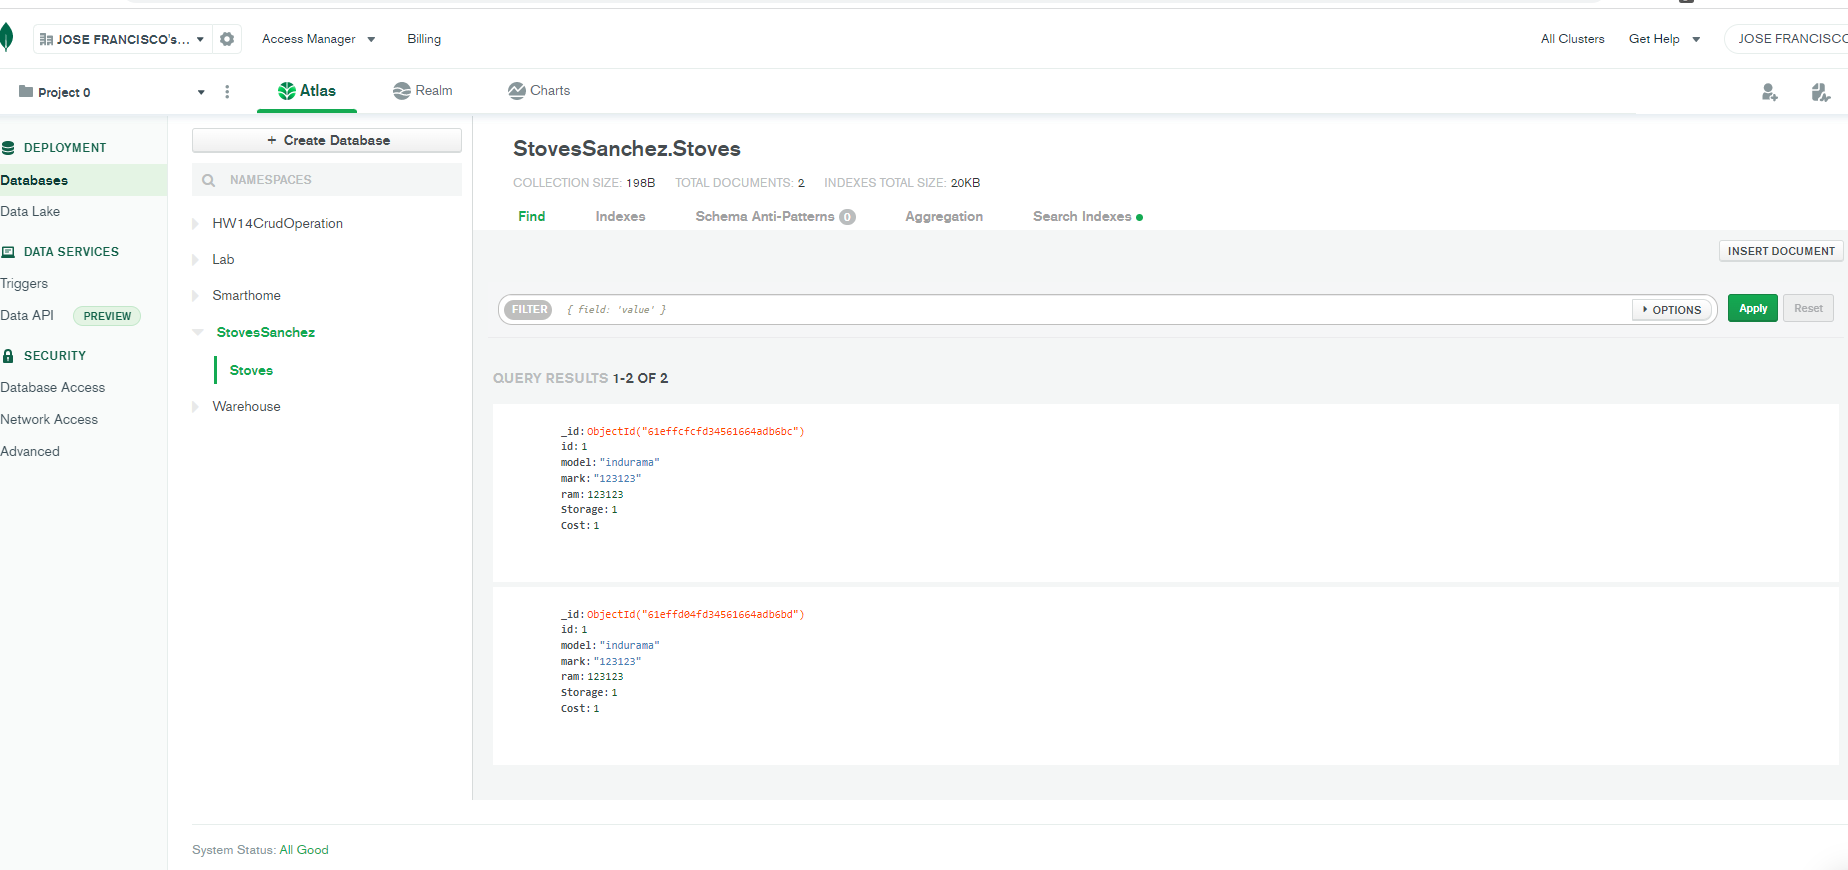 JOSE FRANCISCO's...
Access Manager
Billing
All Clusters
Get Help
JOSE FRANCISCO
Project 0
Atlas
Realm
Charts
DEPLOYMENT
Databases
Data Lake
DATA SERVICES
Triggers
Data API PREVIEW
SECURITY
Database Access
Network Access
Advanced
+ Create Database
NAMESPACES
HW14CrudOperation
Lab
Smarthome
StovesSanchez
Stoves
Warehouse
StovesSanchez.Stoves
COLLECTION SIZE: 198B TOTAL DOCUMENTS: 2 INDEXES TOTAL SIZE: 20KB
Find Indexes Schema Anti-Patterns 0 Aggregation Search Indexes
INSERT DOCUMENT
FILTER { field: 'value' } OPTIONS Apply Reset
QUERY RESULTS 1-2 OF 2
_id: ObjectId("61effcfcfd34561664adb6bc")
id: 1
model: "indurama"
mark: "123123"
ram: 123123
Storage: 1
Cost: 1
_id: ObjectId("61effd04fd34561664adb6bd")
id: 1
model: "indurama"
mark: "123123"
ram: 123123
Storage: 1
Cost: 1
System Status: All Good